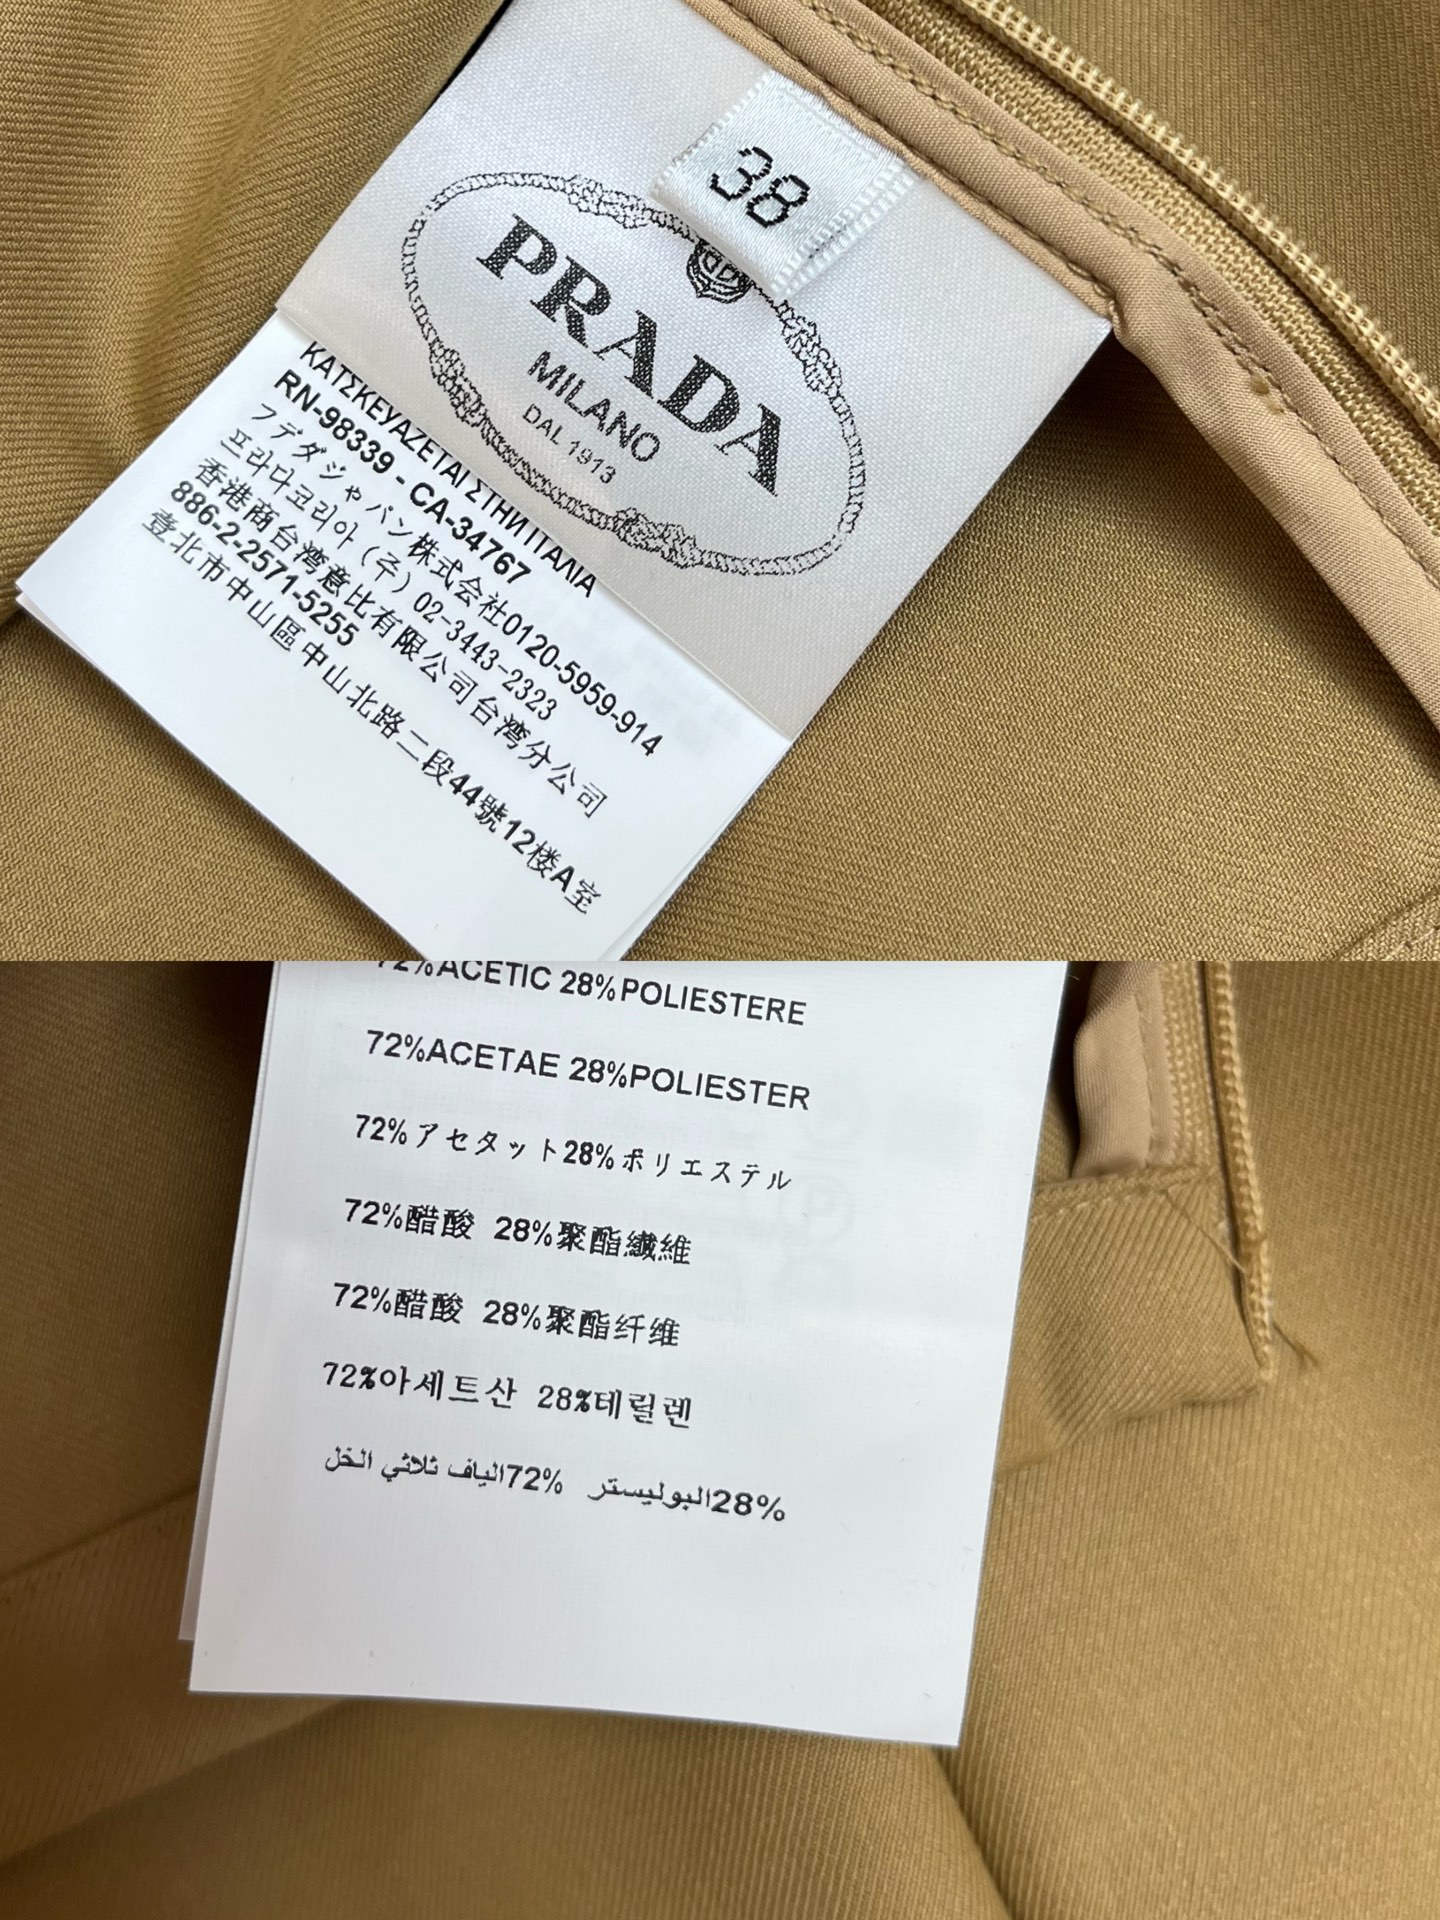 38
PRADA
MILANO
DAL 1913
ΚΑΤΣΚΕΥΑΖΕΤΑΙ ΣΤΗΝ ΙΤΑΛΙΑ
RN-98339 - CA-34767
フデダジャパン株式会社0120-5959-914
프라다코리아 (주) 02-3443-2323
香港商台湾意比有限公司台湾分公司
886-2-2571-5255
壹北市中山區中山北路二段44號12楼A室
72%ACETIC 28%POLIESTERE
72%ACETAE 28%POLIESTER
72%アセタット28%ポリエステル
72%醋酸 28%聚酯纖維
72%醋酸 28%聚酯纤维
72%아세트산 28%테릴렌
28%البوليستر 72%الياف ثلاثي الخل